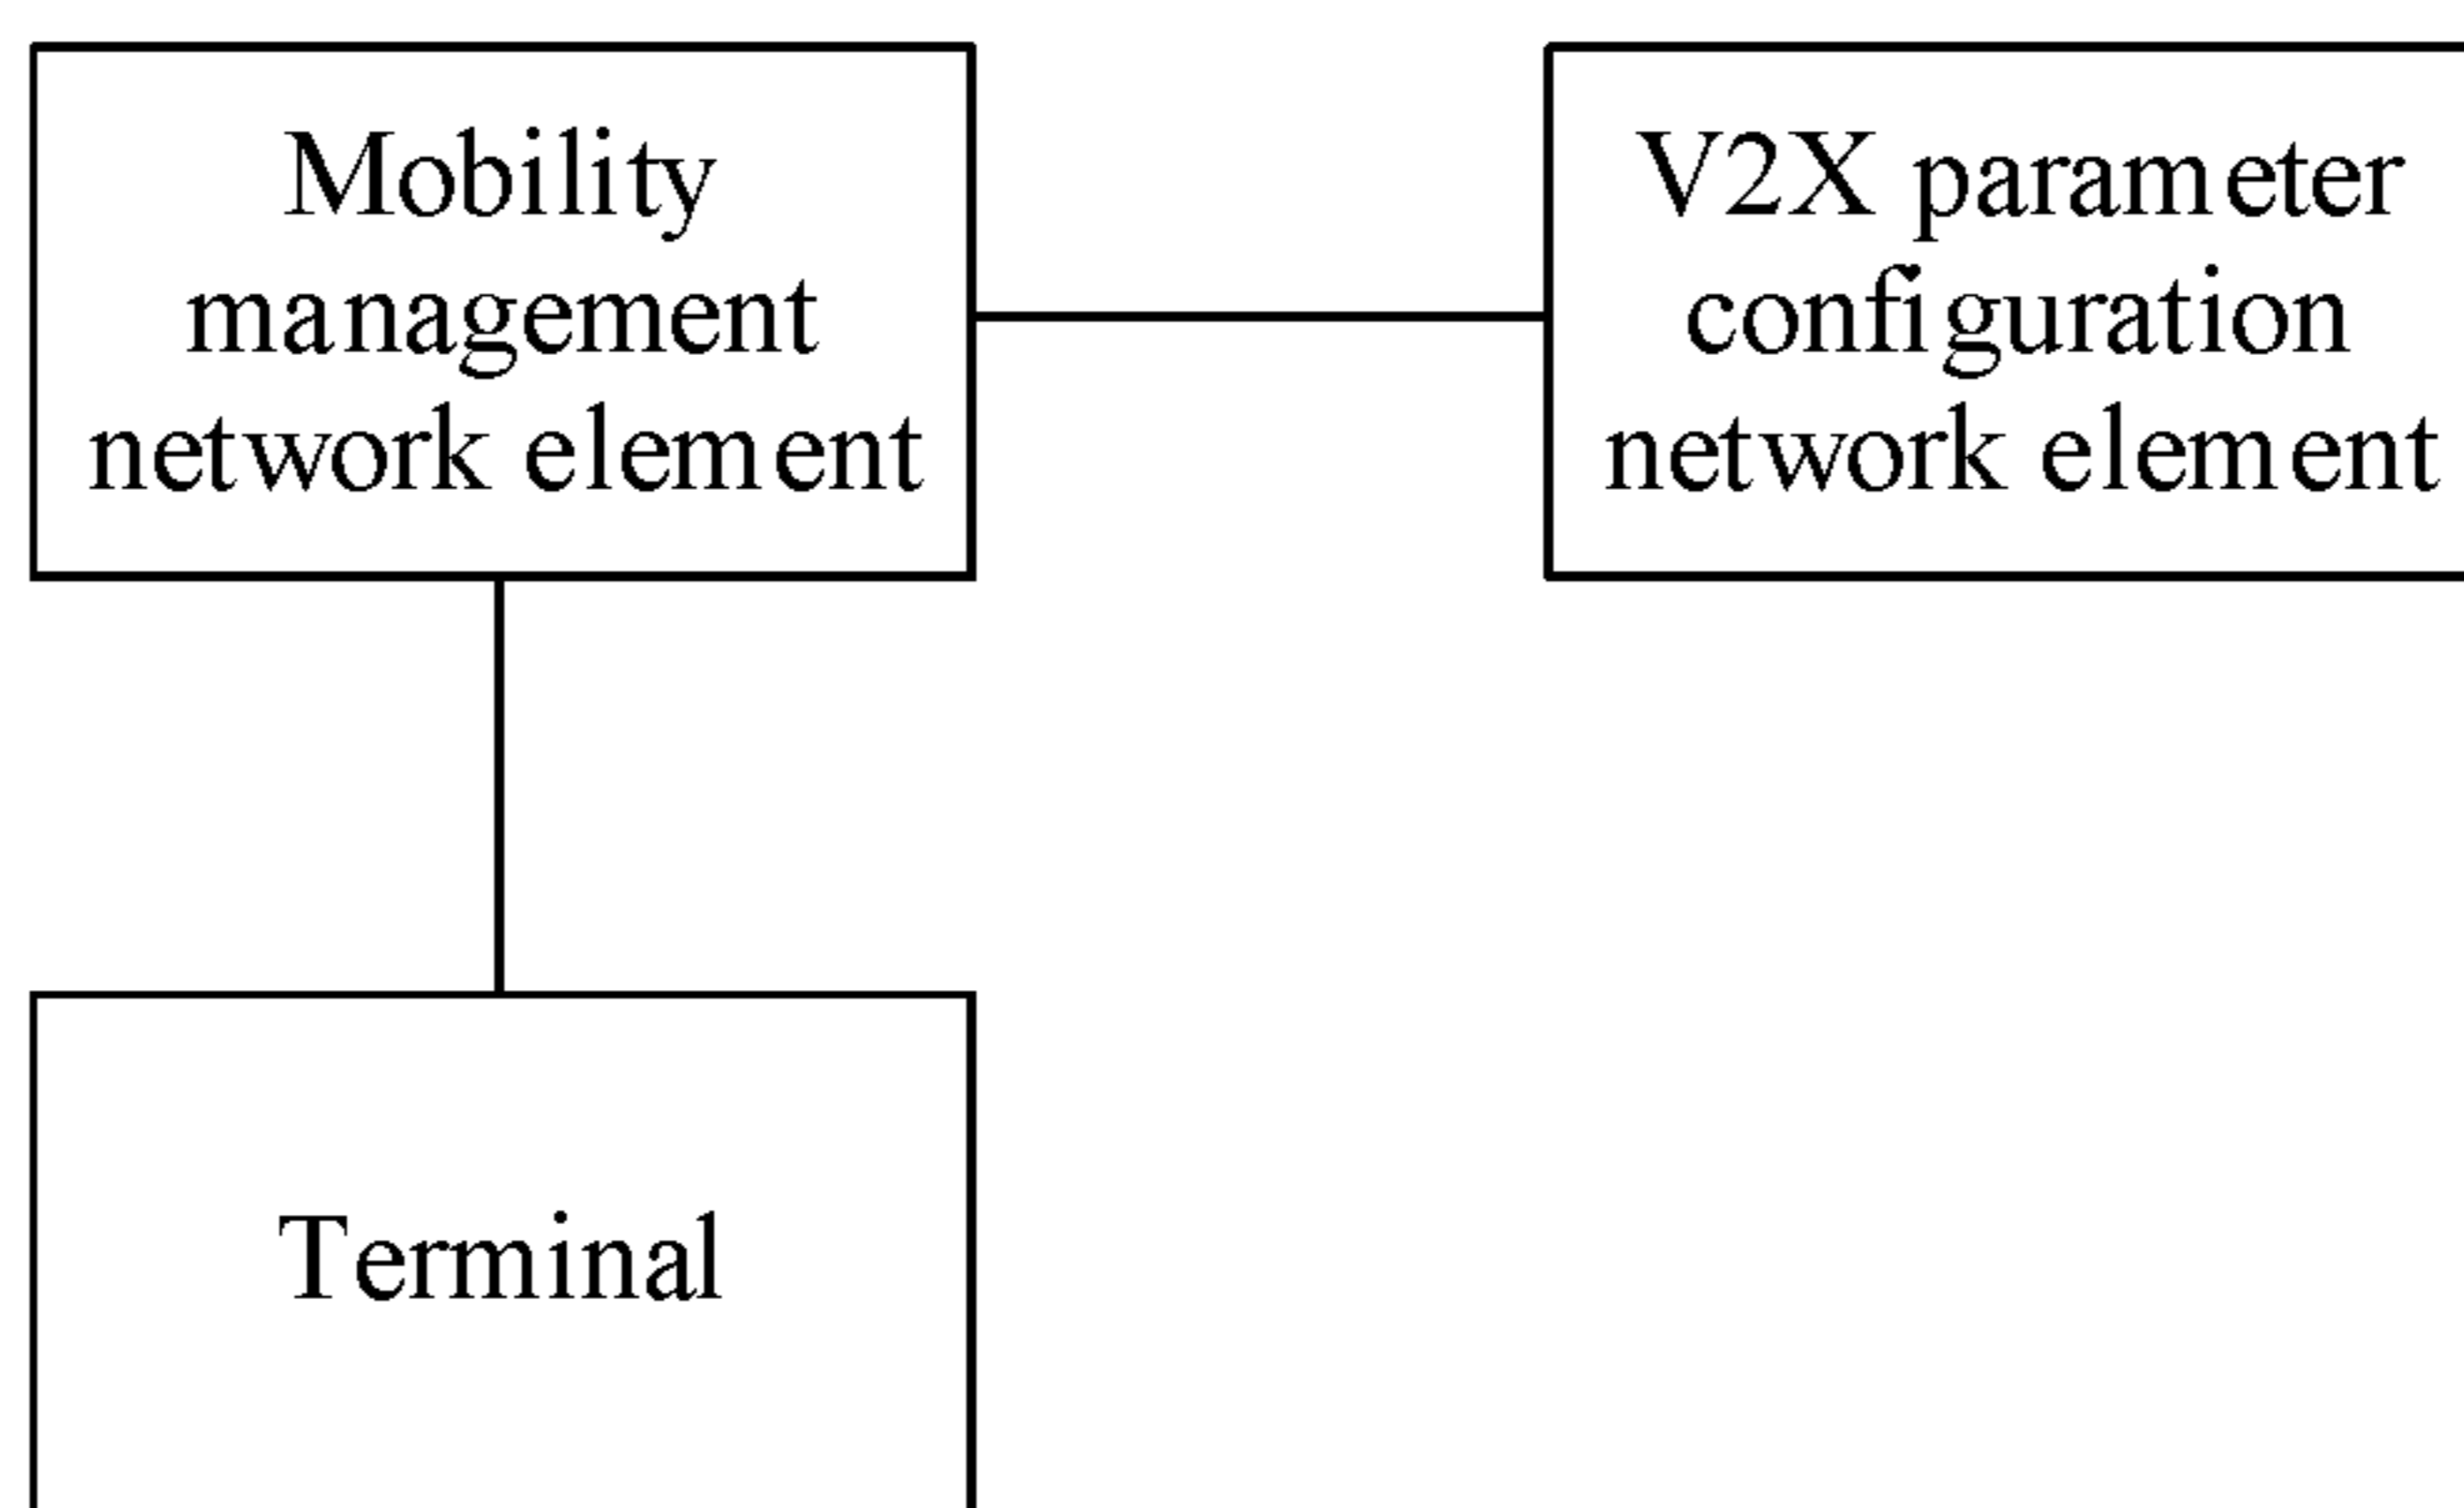 Mobility
management
network element
V2X parameter
configuration
network element
Terminal